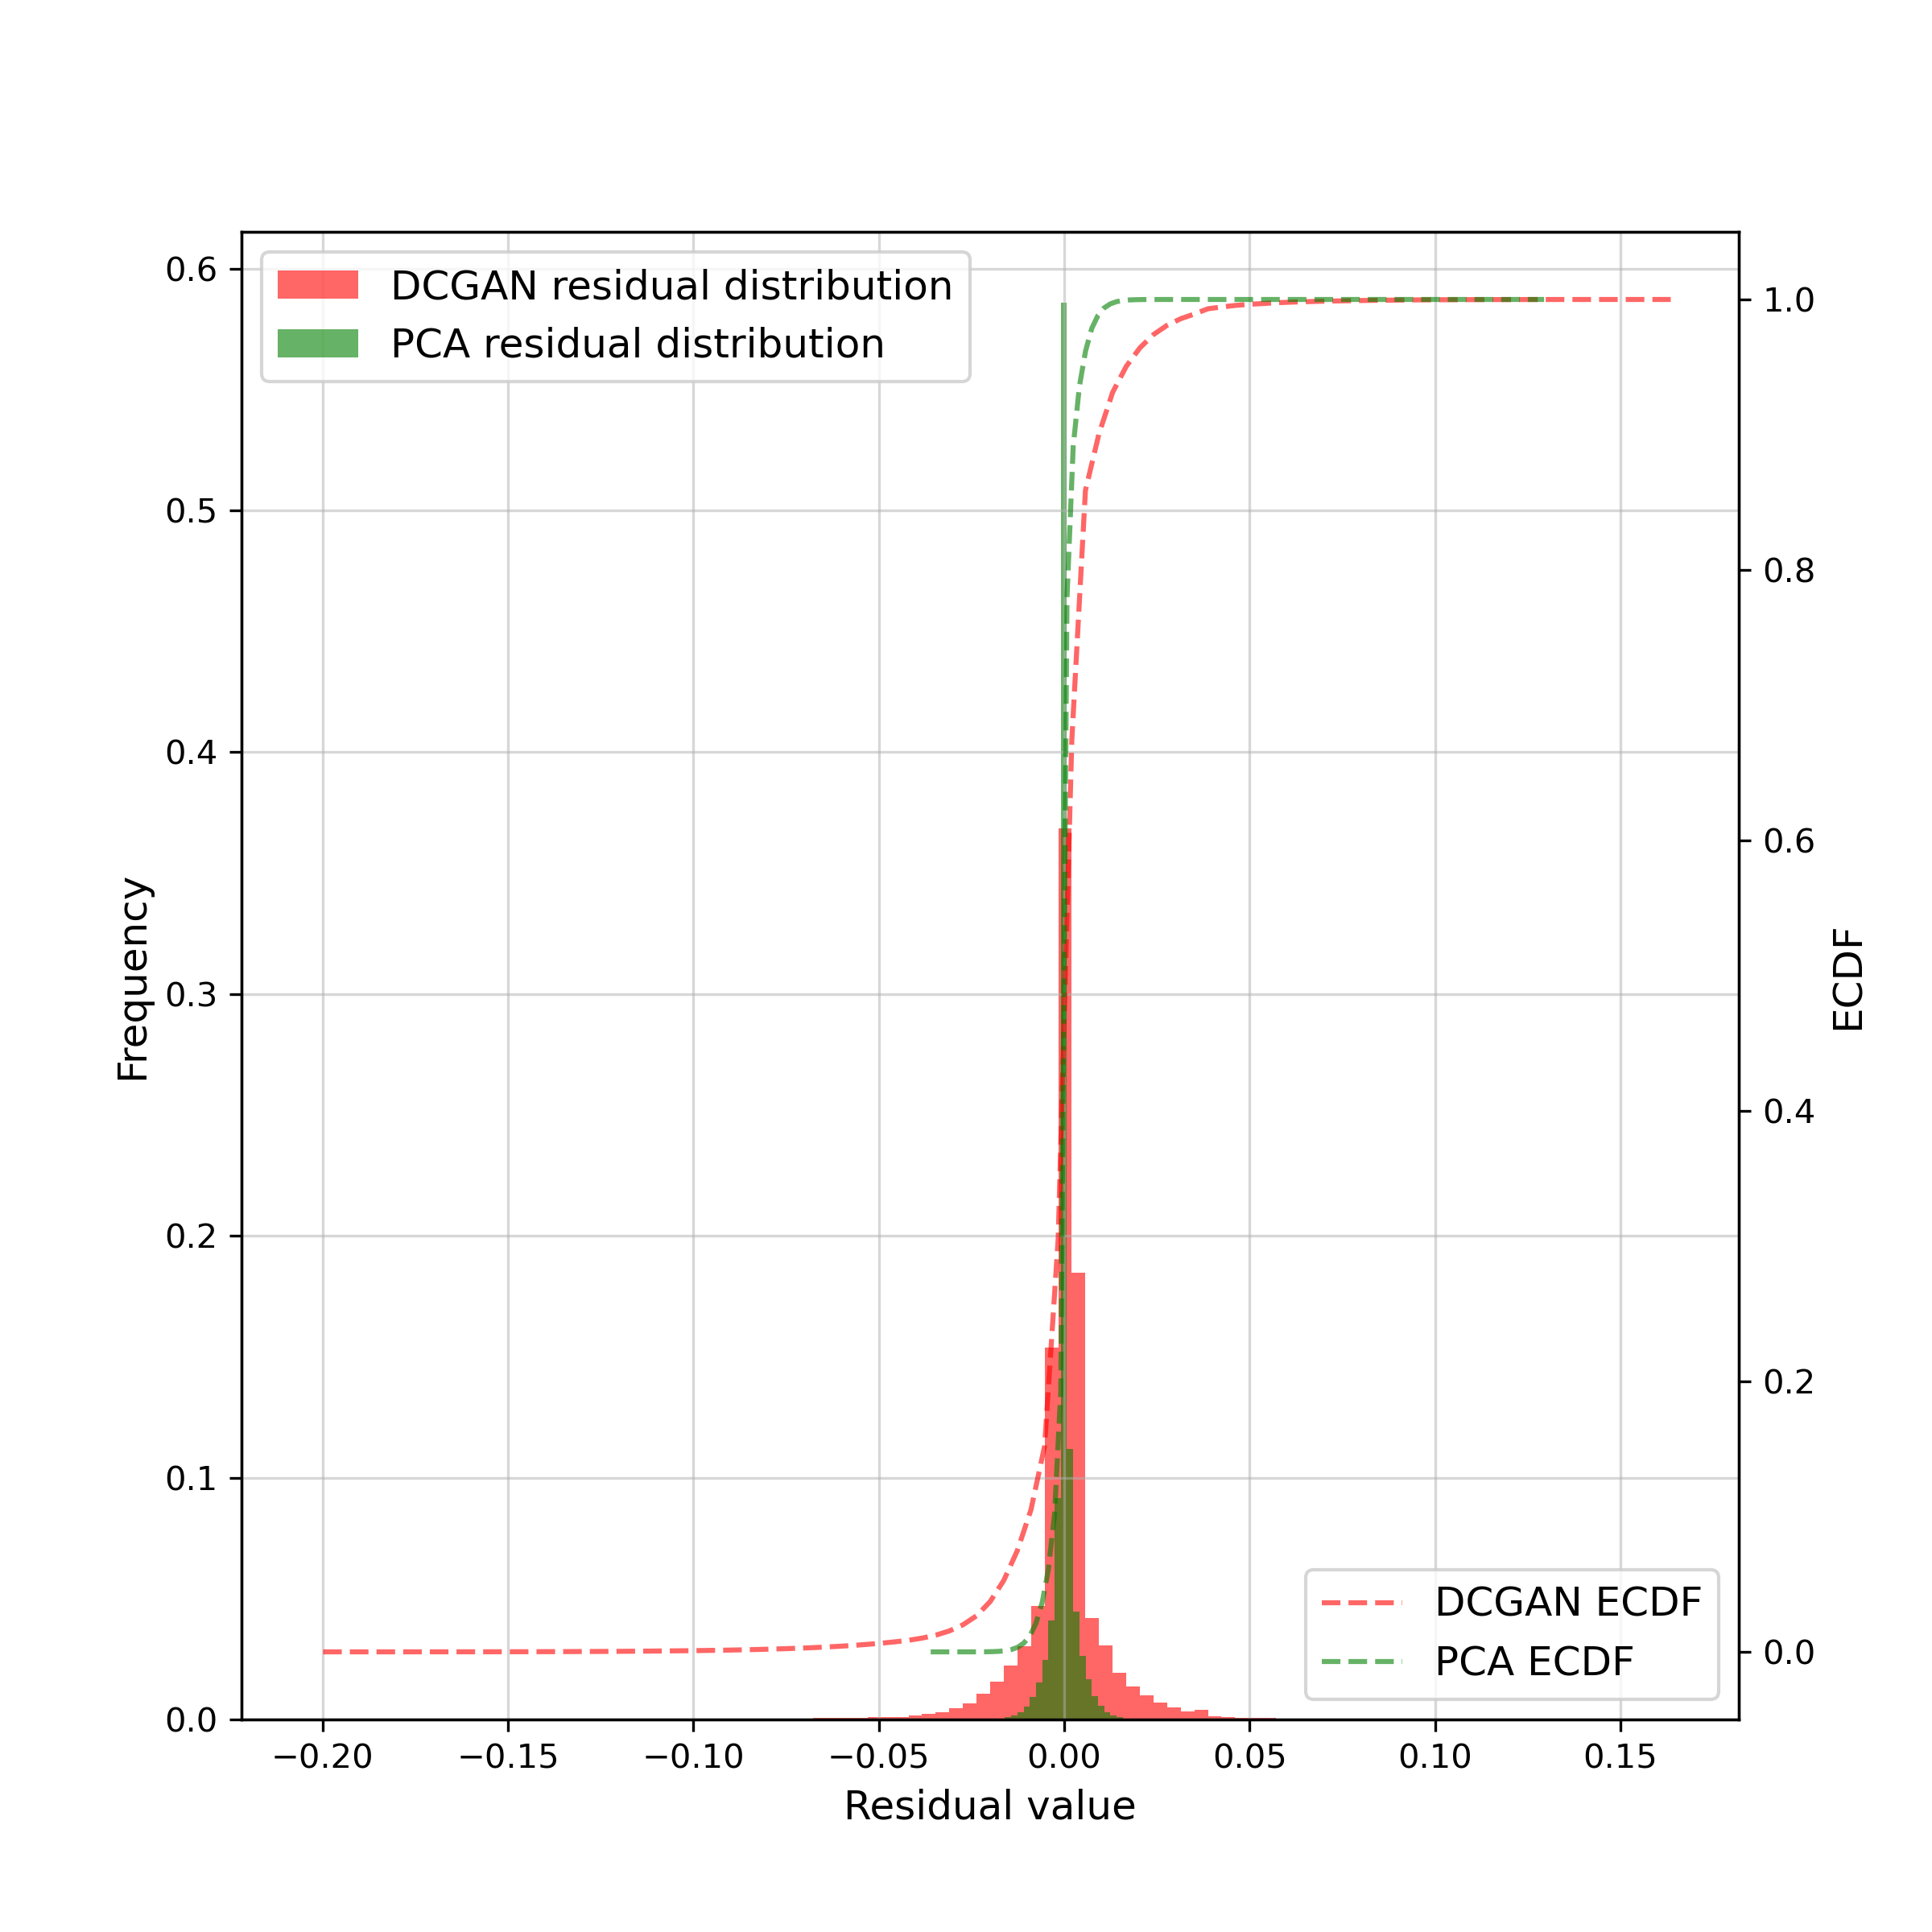 DCGAN residual distribution
PCA residual distribution
0.6
0.5
0.4
0.3
0.2
0.1
0.0
Frequency
1.0
0.8
0.6
0.4
0.2
0.0
ECDF
DCGAN ECDF
PCA ECDF
−0.20 −0.15 −0.10 −0.05 0.00 0.05 0.10 0.15
Residual value